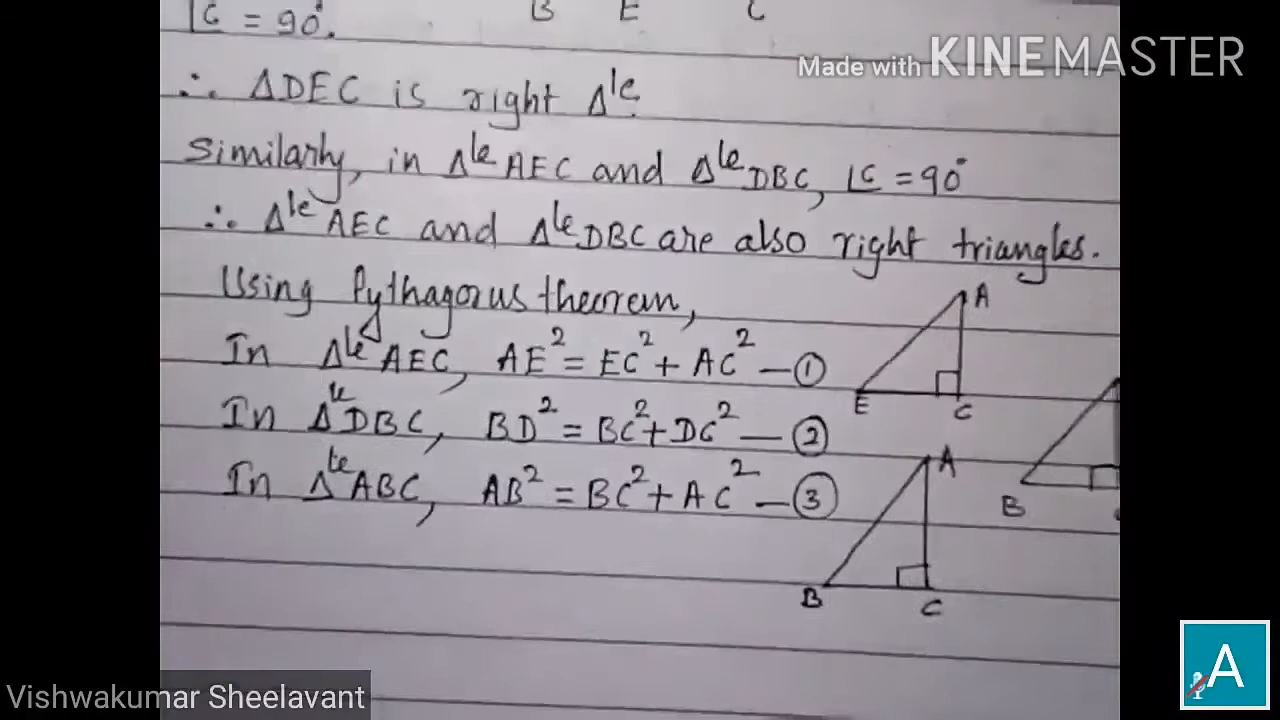 ∠C = 90°.
B E C
Made with KINEMASTER
∴ ΔDEC is right Δle.
Similarly, in Δle AEC and Δle DBC, ∠C = 90°
∴ Δle AEC and Δle DBC are also right triangles.
Using Pythagorus theorem,
In Δle AEC, AE² = EC² + AC² — ①
In Δle DBC, BD² = BC² + DC² — ②
In Δle ABC, AB² = BC² + AC² — ③
A
E C
B
A
B C
Vishwakumar Sheelavant
A